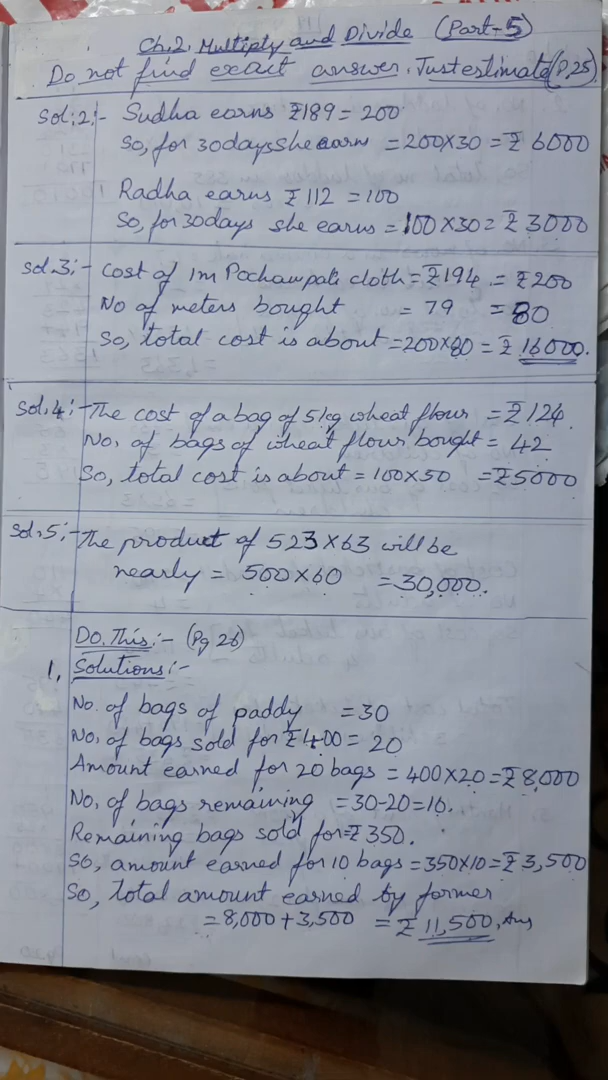 Ch.2. Multiply and Divide (Part-5)
Do not find exact answer. Just estimate (P.25)
Sol:2:- Sudha earns ₹189 = 200
So, for 30 days she earns = 200×30 = ₹6000
Radha earns ₹112 = 100
So, for 30 days she earns = 100×30 = ₹3000
Sol.3:- Cost of 1m Pochampali cloth = ₹194 = ₹200
No of meters bought = 79 = 80
So, total cost is about = 200×80 = ₹16000.
Sol.4:- The cost of a bag of 5 kg wheat flour = ₹124
No. of bags of wheat flour bought = 42
So, total cost is about = 100×50 = ₹5000
Sol.5:- The product of 523×63 will be
nearly = 500×60 = 30,000.
Do This:- (Pg 26)
1, Solutions:-
No. of bags of paddy = 30
No. of bags sold for ₹400 = 20
Amount earned for 20 bags = 400×20 = ₹8,000
No. of bags remaining = 30-20=10.
Remaining bags sold for=₹350.
So, amount earned for 10 bags = 350×10 = ₹3,500
So, total amount earned by former
= 8,000+3,500 = ₹11,500, Ans